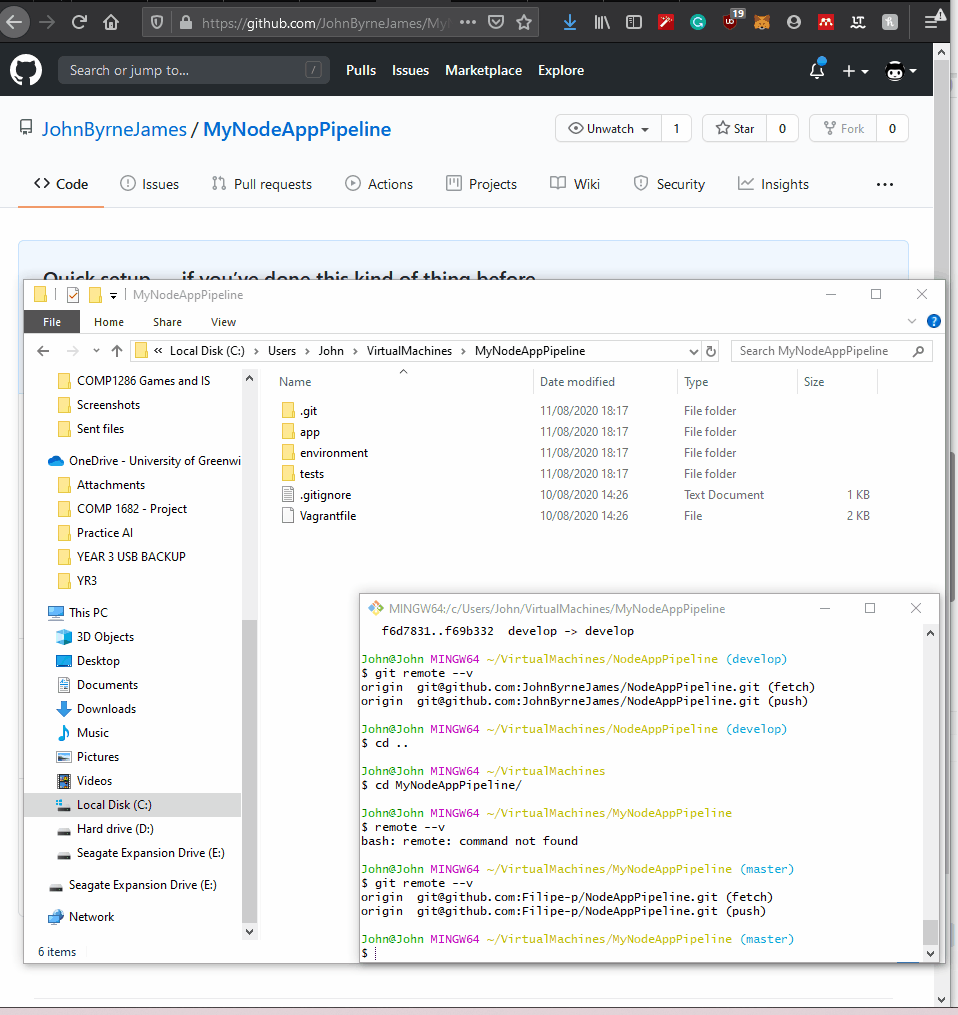 https://github.com/JohnByrneJames/My
19
Search or jump to... /
Pulls Issues Marketplace Explore
JohnByrneJames / MyNodeAppPipeline
Unwatch 1 Star 0 Fork 0
Code Issues Pull requests Actions Projects Wiki Security Insights
Quick setup — if you've done this kind of thing before
MyNodeAppPipeline
File Home Share View
« Local Disk (C:) > Users > John > VirtualMachines > MyNodeAppPipeline
Search MyNodeAppPipeline
COMP1286 Games and IS
Screenshots
Sent files
OneDrive - University of Greenwi
Attachments
COMP 1682 - Project
Practice AI
YEAR 3 USB BACKUP
YR3
This PC
3D Objects
Desktop
Documents
Downloads
Music
Pictures
Videos
Local Disk (C:)
Hard drive (D:)
Seagate Expansion Drive (E:)
Seagate Expansion Drive (E:)
Network
6 items
Name Date modified Type Size
.git 11/08/2020 18:17 File folder
app 11/08/2020 18:17 File folder
environment 11/08/2020 18:17 File folder
tests 11/08/2020 18:17 File folder
.gitignore 10/08/2020 14:26 Text Document 1 KB
Vagrantfile 10/08/2020 14:26 File 2 KB
MINGW64:/c/Users/John/VirtualMachines/MyNodeAppPipeline
f6d7831..f69b332 develop -> develop
John@John MINGW64 ~/VirtualMachines/NodeAppPipeline (develop)
$ git remote --v
origin git@github.com:JohnByrneJames/NodeAppPipeline.git (fetch)
origin git@github.com:JohnByrneJames/NodeAppPipeline.git (push)
John@John MINGW64 ~/VirtualMachines/NodeAppPipeline (develop)
$ cd ..
John@John MINGW64 ~/VirtualMachines
$ cd MyNodeAppPipeline/
John@John MINGW64 ~/VirtualMachines/MyNodeAppPipeline
$ remote --v
bash: remote: command not found
John@John MINGW64 ~/VirtualMachines/MyNodeAppPipeline (master)
$ git remote --v
origin git@github.com:Filipe-p/NodeAppPipeline.git (fetch)
origin git@github.com:Filipe-p/NodeAppPipeline.git (push)
John@John MINGW64 ~/VirtualMachines/MyNodeAppPipeline (master)
$